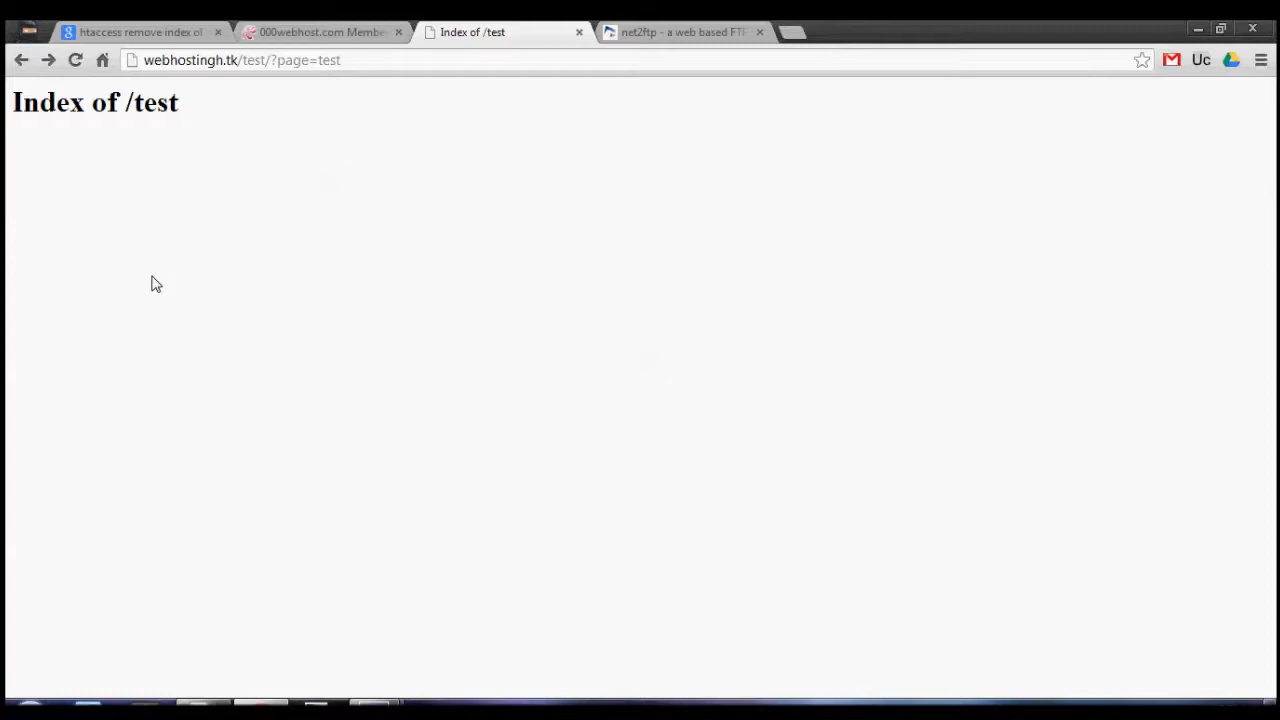 htaccess remove index of
000webhost.com Membe
Index of /test
net2ftp - a web based FTP
webhostingh.tk/test/?page=test
Uc
Index of /test